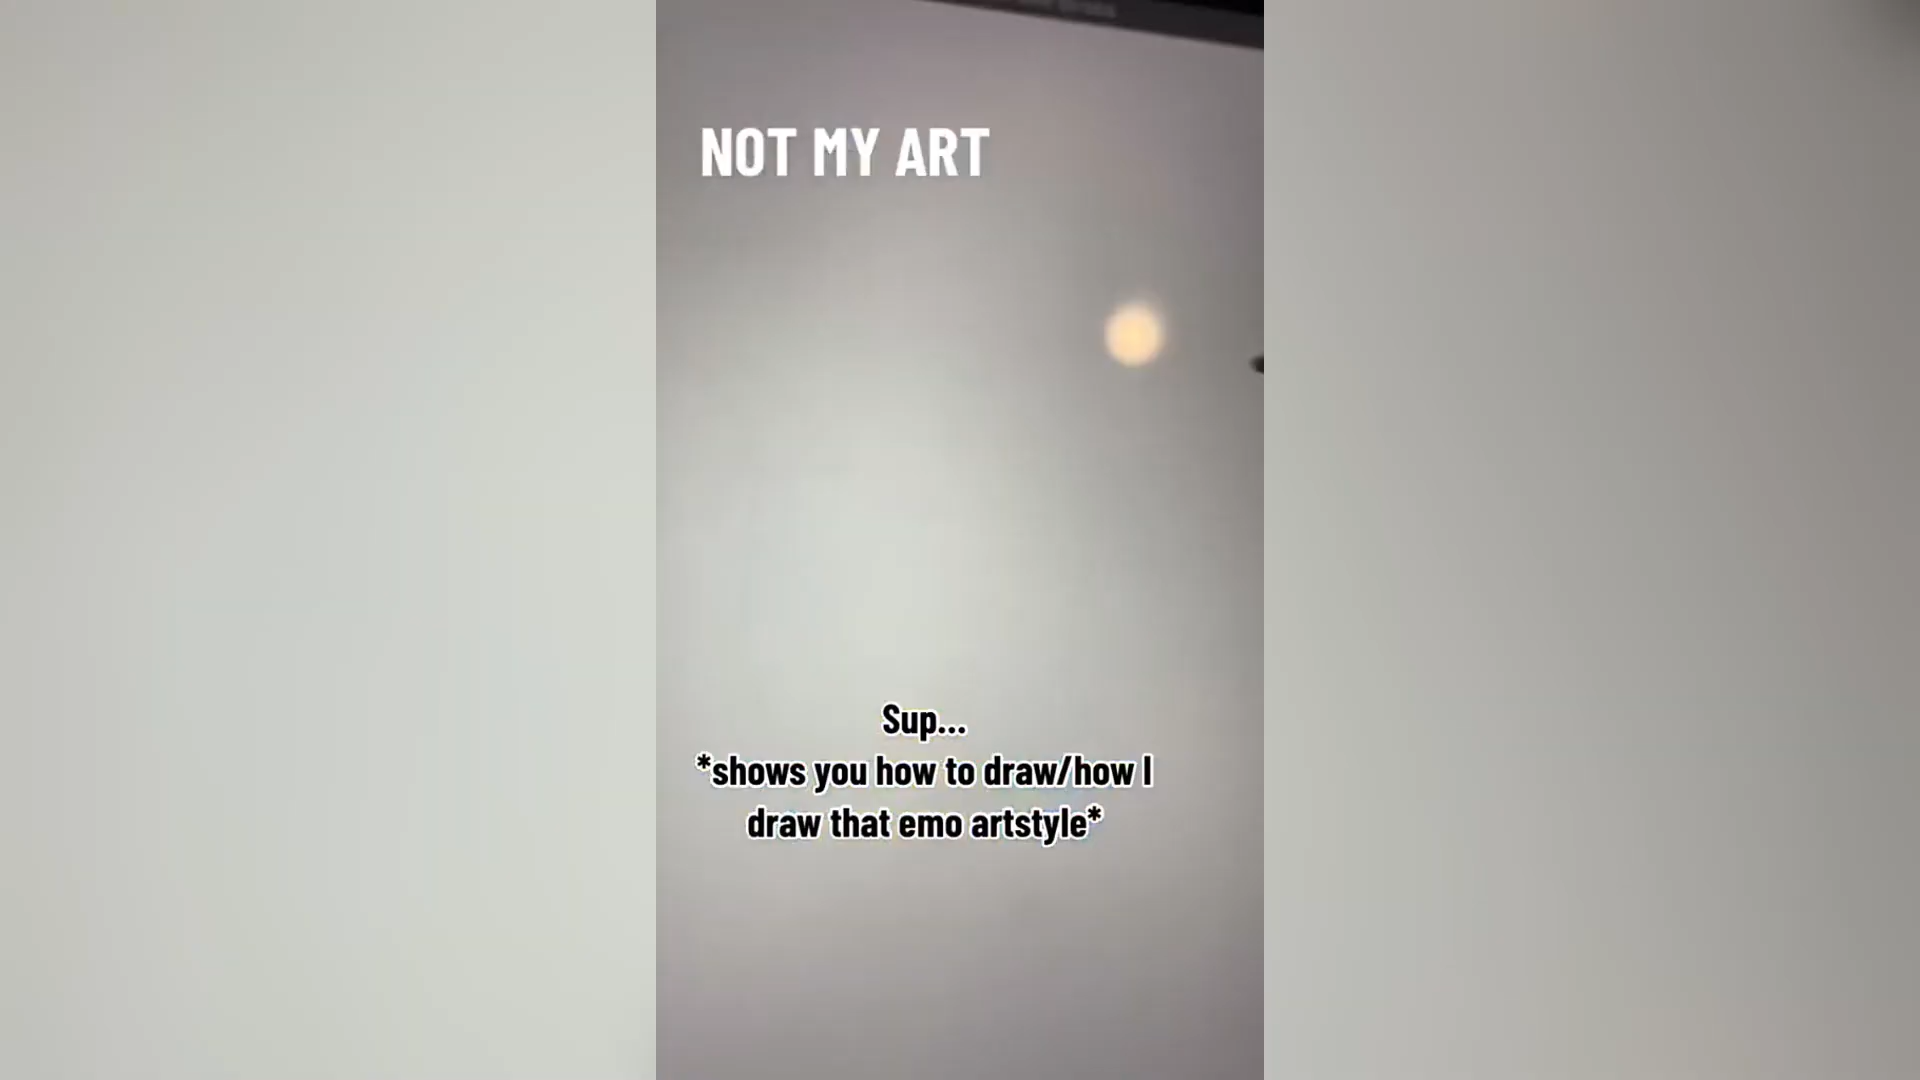 NOT MY ART
Sup...
*shows you how to draw/how I
draw that emo artstyle*